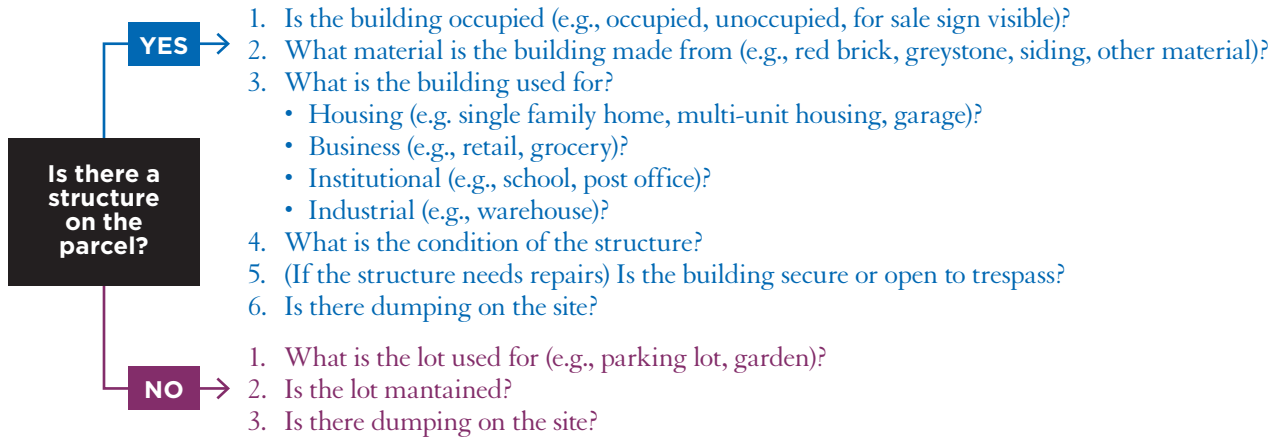 YES
1. Is the building occupied (e.g., occupied, unoccupied, for sale sign visible)?
2. What material is the building made from (e.g., red brick, greystone, siding, other material)?
3. What is the building used for?
• Housing (e.g. single family home, multi-unit housing, garage)?
• Business (e.g., retail, grocery)?
• Institutional (e.g., school, post office)?
• Industrial (e.g., warehouse)?
4. What is the condition of the structure?
5. (If the structure needs repairs) Is the building secure or open to trespass?
6. Is there dumping on the site?
Is there a
structure
on the
parcel?
NO
1. What is the lot used for (e.g., parking lot, garden)?
2. Is the lot mantained?
3. Is there dumping on the site?